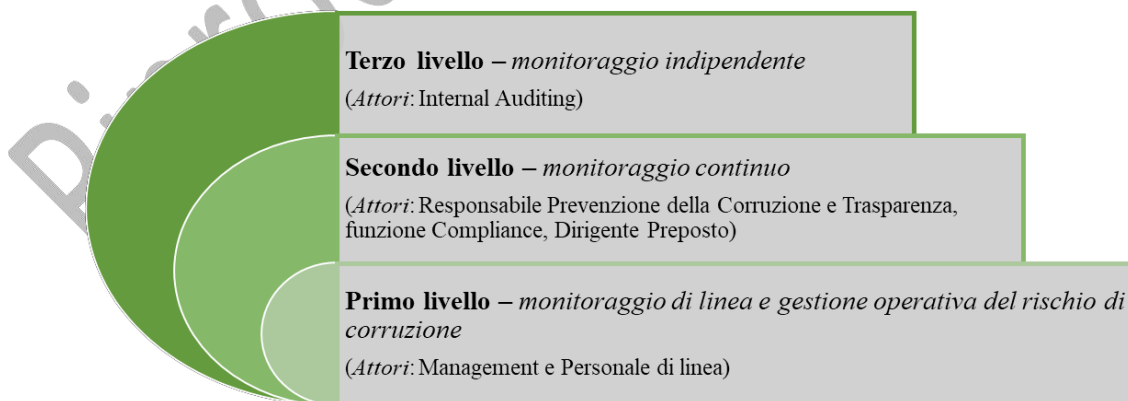 Terzo livello – monitoraggio indipendente
(Attori: Internal Auditing)
Secondo livello – monitoraggio continuo
(Attori: Responsabile Prevenzione della Corruzione e Trasparenza,
funzione Compliance, Dirigente Preposto)
Primo livello – monitoraggio di linea e gestione operativa del rischio di
corruzione
(Attori: Management e Personale di linea)